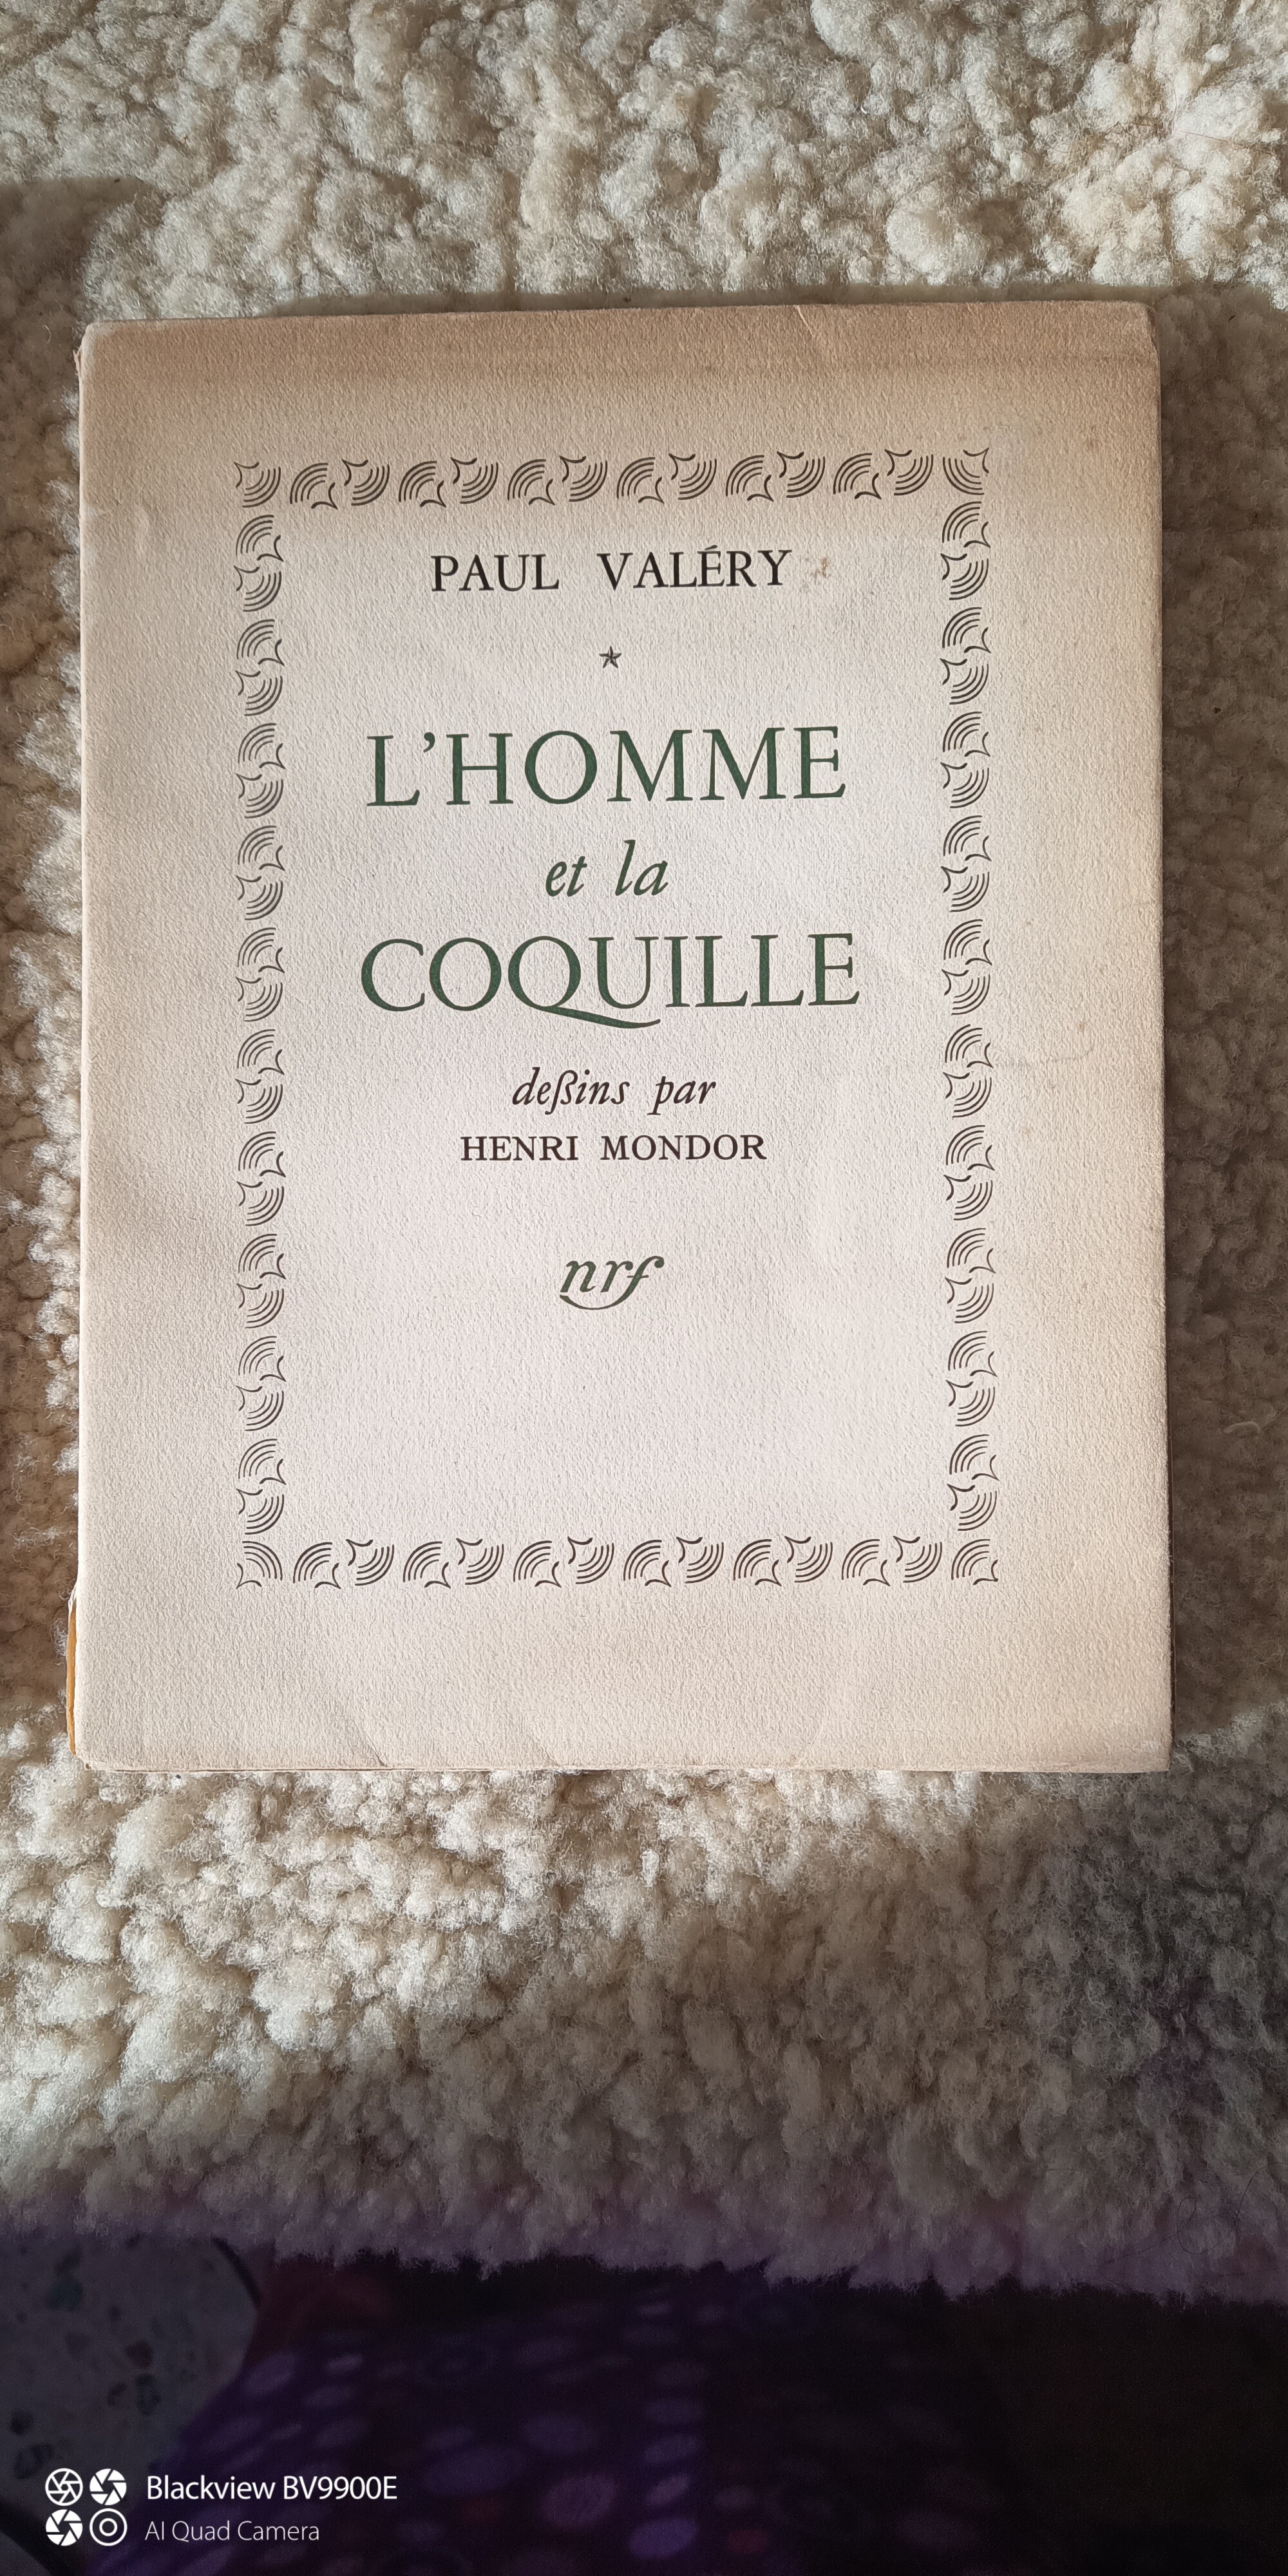 PAUL VALÉRY
L'HOMME
et la
COQUILLE
deßins par
HENRI MONDOR
nrf
Blackview BV9900E
AI Quad Camera